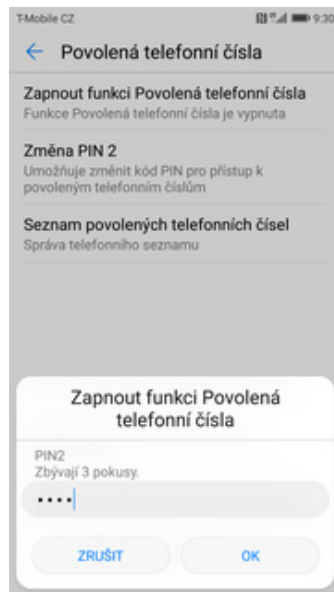 T-Mobile CZ 9:30
Povolená telefonní čísla
Zapnout funkci Povolená telefonní čísla
Funkce Povolená telefonní čísla je vypnuta
Změna PIN 2
Umožňuje změnit kód PIN pro přístup k
povoleným telefonním číslům
Seznam povolených telefonních čísel
Správa telefonního seznamu
Zapnout funkci Povolená
telefonní čísla
PIN2
Zbývají 3 pokusy.
••••
ZRUŠIT OK